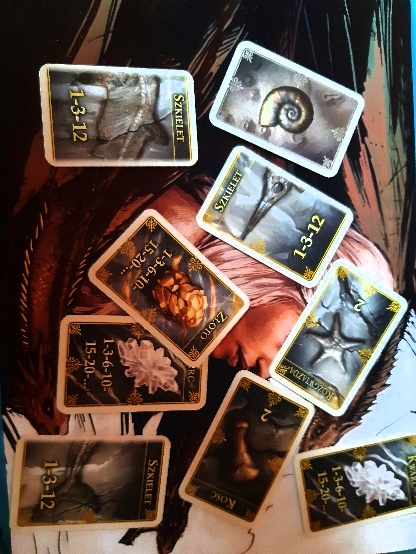 SZKIELET
1-3-12
SZKIELET
1-3-12
1-3-6-10-
15-20-...
ZŁOTO
2
ROZGWIAZDA
1-3-6-10-
15-20-...
2
KOŚĆ
SZKIELET
1-3-12
1-3-6-10-
15-20-...